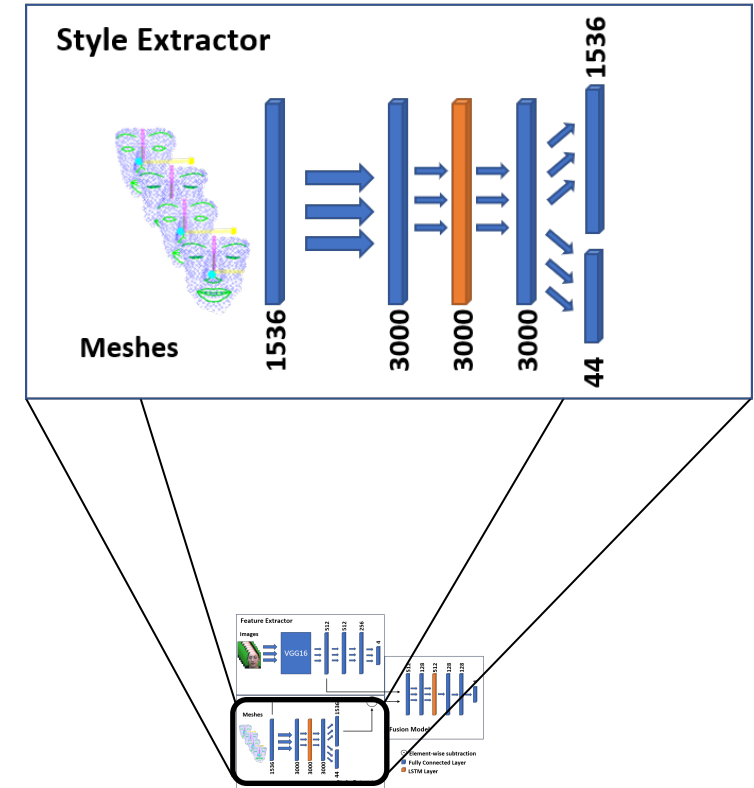 Style Extractor
1536
Meshes
1536
3000
3000
3000
44
Feature Extractor
Images
VGG16
512
512
256
4
512
128
512
128
128
Fusion Model
Meshes
1536
3000
3000
3000
1536
44
Element-wise subtraction
Fully Connected Layer
LSTM Layer